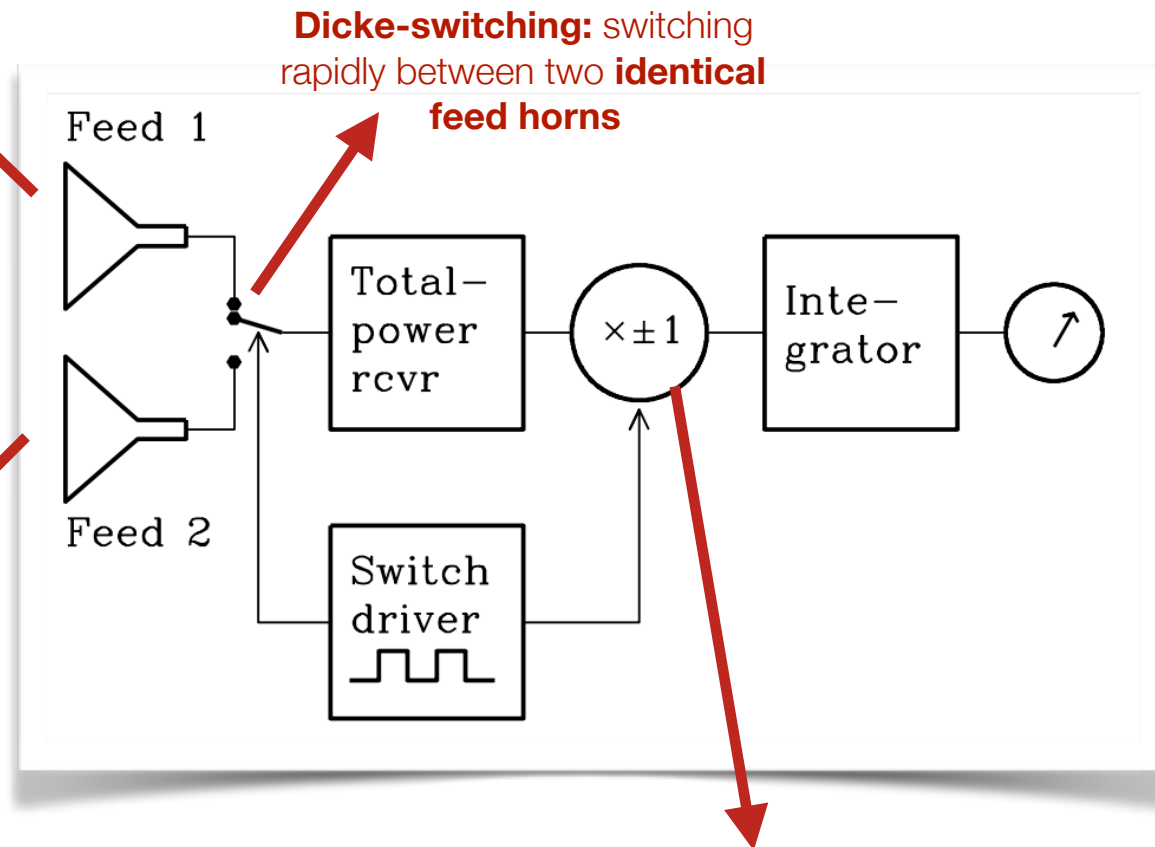 Dicke-switching: switching
rapidly between two identical
feed horns
Feed 1
Total-
power
rcvr
×±1
Inte-
grator
Feed 2
Switch
driver